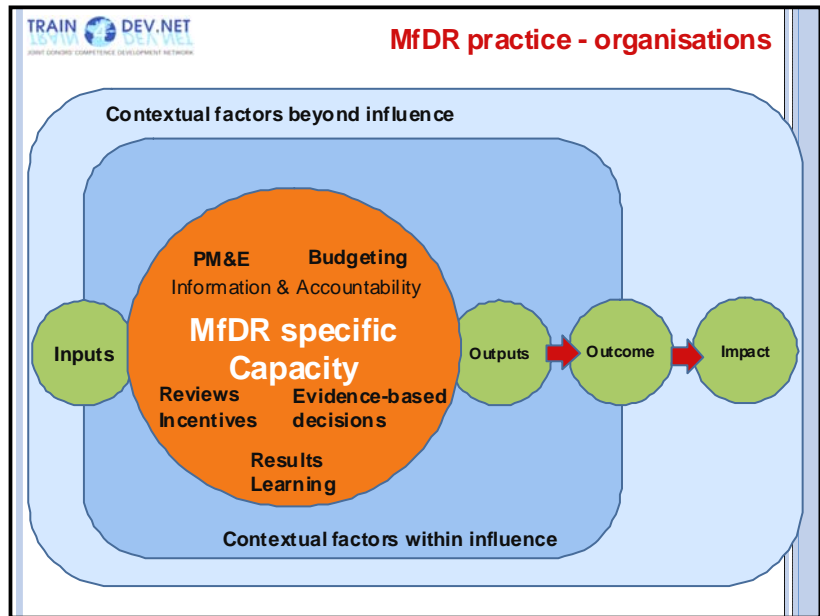 TRAIN 4 DEV.NET
JOINT DONORS' COMPETENCE DEVELOPMENT NETWORK
MfDR practice - organisations
Contextual factors beyond influence
PM&E
Budgeting
Information & Accountability
MfDR specific
Capacity
Inputs
Outputs
Outcome
Impact
Reviews
Incentives
Evidence-based
decisions
Results
Learning
Contextual factors within influence